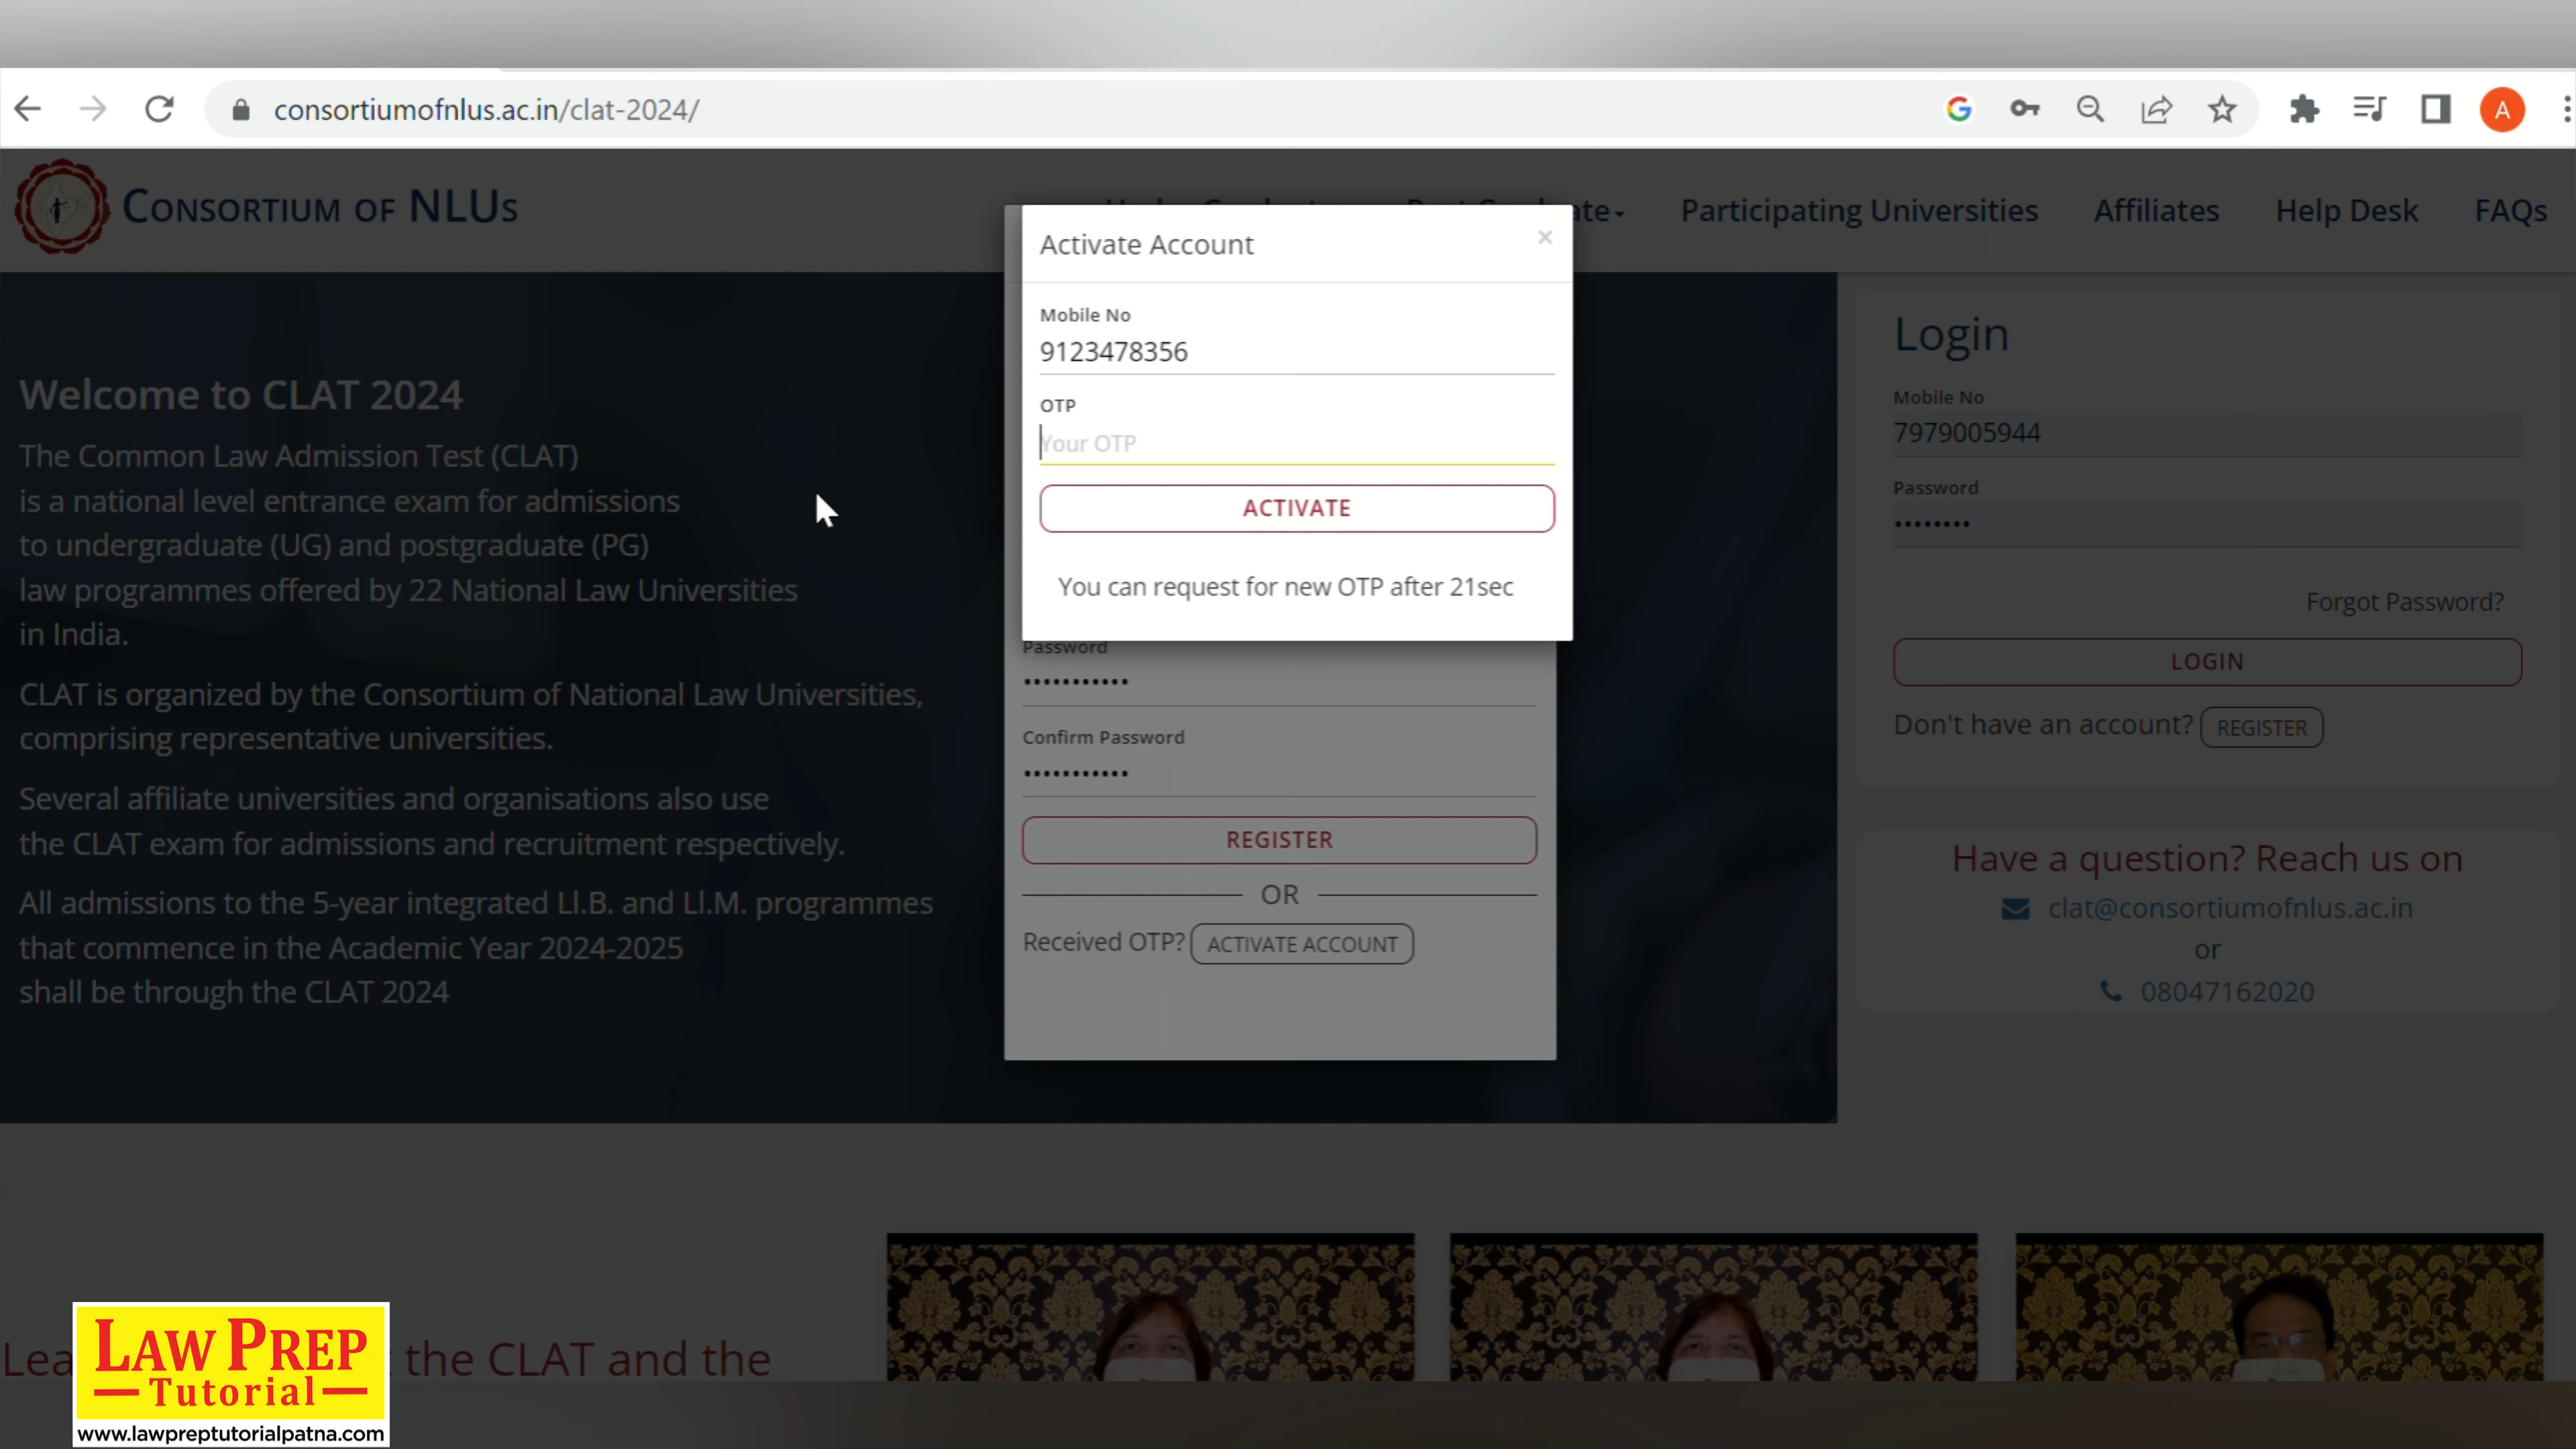 consortiumofnlus.ac.in/clat-2024/
A
CONSORTIUM OF NLUS
Participating Universities
Affiliates
Help Desk
FAQs
Activate Account
×
Mobile No
9123478356
OTP
Your OTP
ACTIVATE
You can request for new OTP after 21sec
Password
•••••••••••
Confirm Password
•••••••••••
REGISTER
OR
Received OTP? ACTIVATE ACCOUNT
Welcome to CLAT 2024
The Common Law Admission Test (CLAT)
is a national level entrance exam for admissions
to undergraduate (UG) and postgraduate (PG)
law programmes offered by 22 National Law Universities
in India.
CLAT is organized by the Consortium of National Law Universities,
comprising representative universities.
Several affiliate universities and organisations also use
the CLAT exam for admissions and recruitment respectively.
All admissions to the 5-year integrated Ll.B. and Ll.M. programmes
that commence in the Academic Year 2024-2025
shall be through the CLAT 2024
Login
Mobile No
7979005944
Password
••••••••
Forgot Password?
LOGIN
Don't have an account? REGISTER
Have a question? Reach us on
clat@consortiumofnlus.ac.in
or
08047162020
the CLAT and the
LAW PREP
Tutorial
www.lawpreptutorialpatna.com